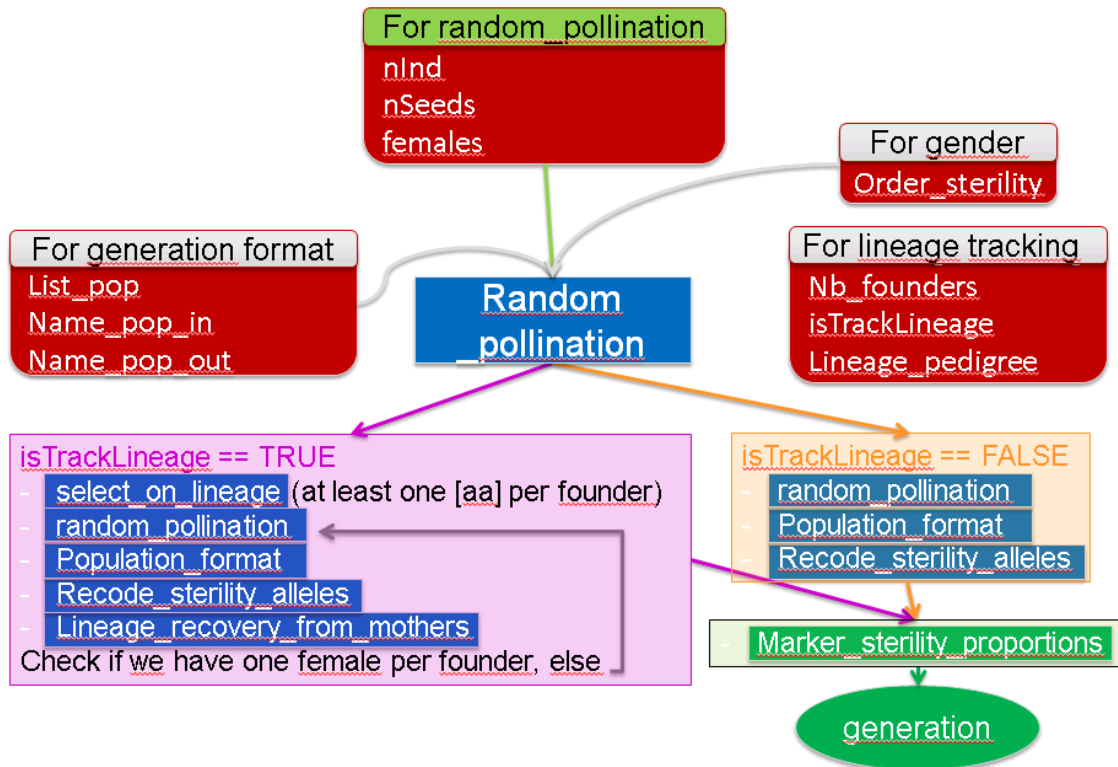 For random_pollination
nInd
nSeeds
females
For gender
Order_sterility
For generation format
List_pop
Name_pop_in
Name_pop_out
For lineage tracking
Nb_founders
isTrackLineage
Lineage_pedigree
Random
_pollination
isTrackLineage == TRUE
- select_on_lineage (at least one [aa] per founder)
- random_pollination
- Population_format
- Recode_sterility_alleles
- Lineage_recovery_from_mothers
Check if we have one female per founder, else
isTrackLineage == FALSE
- random_pollination
- Population_format
- Recode_sterility_alleles
- Marker_sterility_proportions
generation